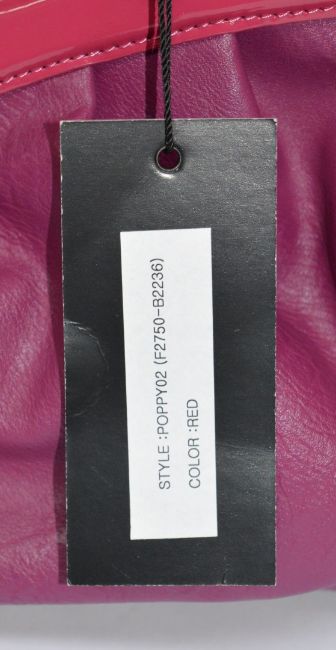 STYLE :POPPY02 (F2750-B2236)
COLOR :RED